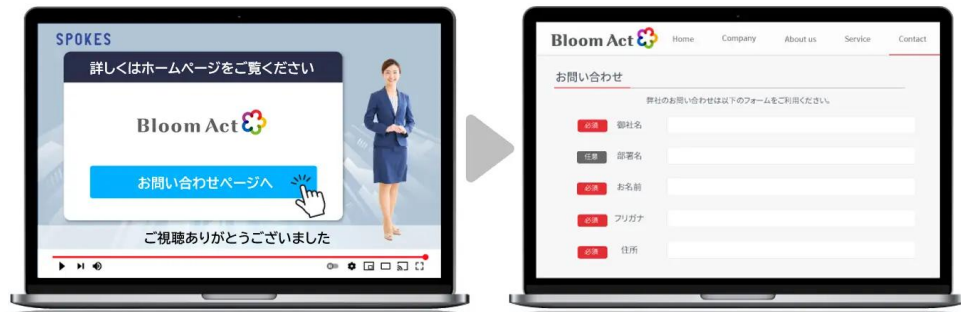 SPOKES
詳しくはホームページをご覧ください
Bloom Act
お問い合わせページへ
ご視聴ありがとうございました
Bloom Act
Home Company About us Service Contact
お問い合わせ
弊社のお問い合わせは以下のフォームをご利用ください。
必須 御社名
任意 部署名
必須 お名前
必須 フリガナ
必須 住所